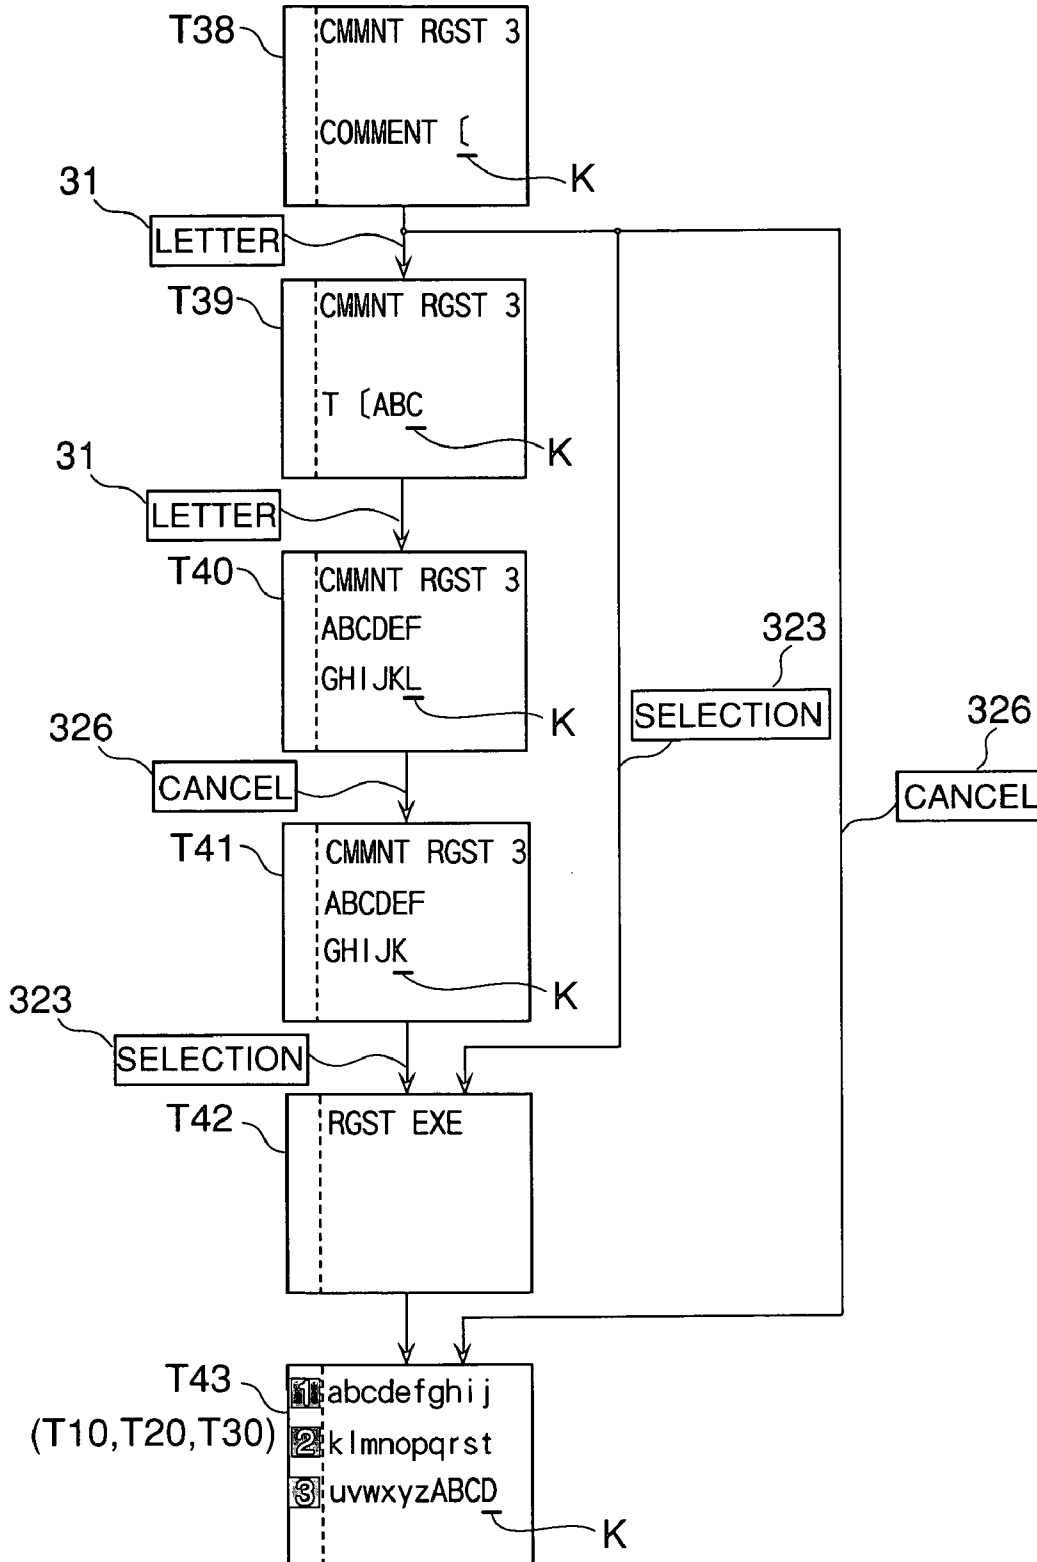 T38
CMMNT RGST 3
COMMENT 〔
K
31
LETTER
T39
CMMNT RGST 3
T 〔ABC
K
31
LETTER
T40
CMMNT RGST 3
ABCDEF
GHIJKL
K
323
SELECTION
326
CANCEL
326
CANCEL
T41
CMMNT RGST 3
ABCDEF
GHIJK
K
323
SELECTION
T42
RGST EXE
T43
(T10,T20,T30)
1 abcdefghij
2 klmnopqrst
3 uvwxyzABCD
K